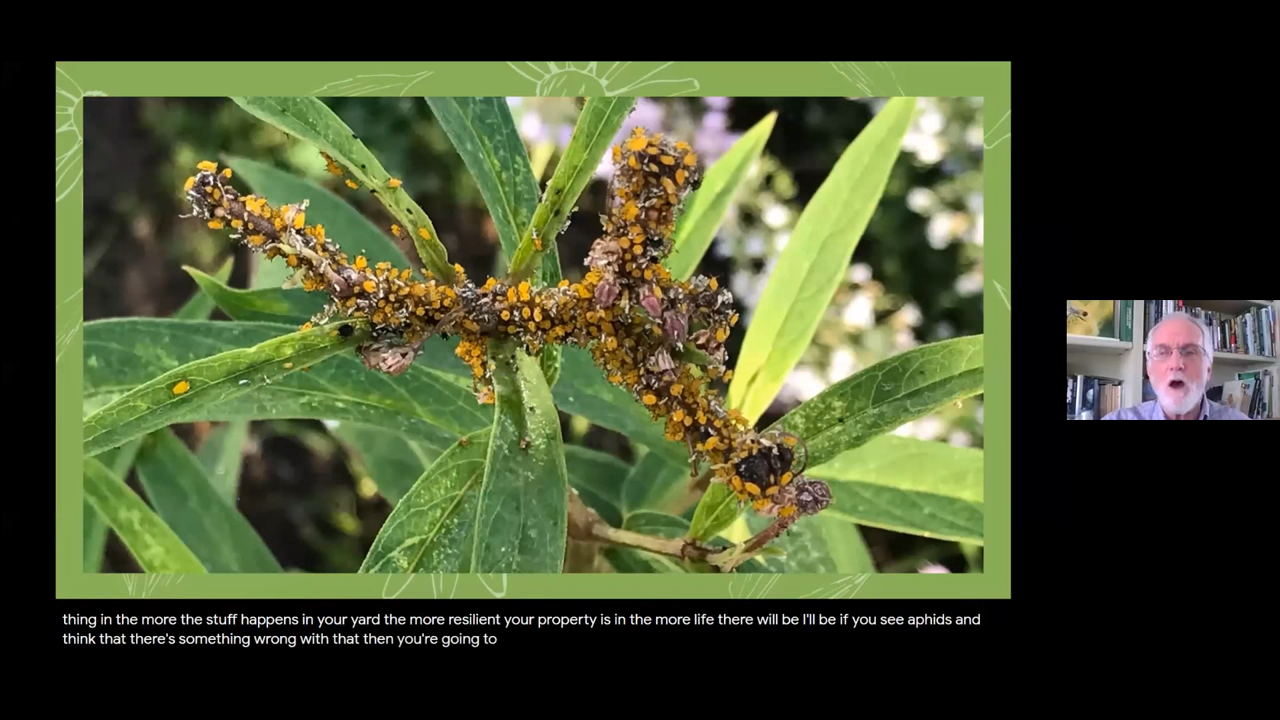 thing in the more the stuff happens in your yard the more resilient your property is in the more life there will be I'll be if you see aphids and
think that there's something wrong with that then you're going to